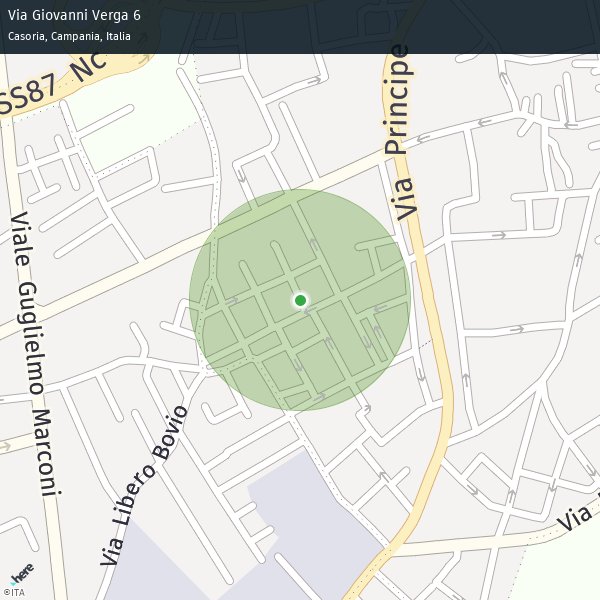 Via Giovanni Verga 6
Casoria, Campania, Italia
SS87 Nc
Via Principe
Viale Guglielmo Marconi
Via Libero Bovio
Via
here
©ITA